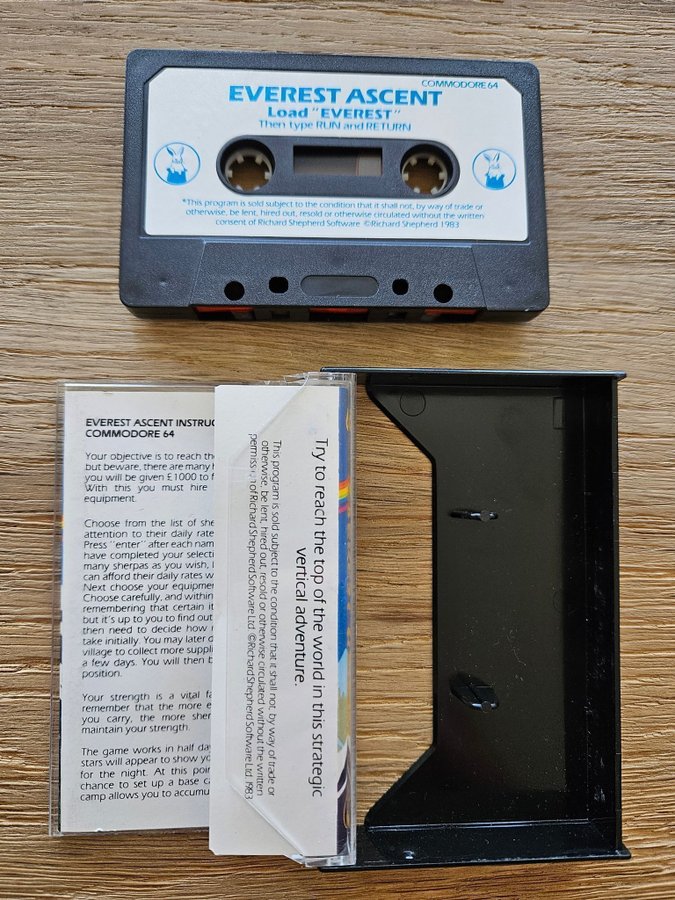 COMMODORE 64
EVEREST ASCENT
Load "EVEREST"
Then type RUN and RETURN
"This program is sold subject to the condition that it shall not, by way of trade or
otherwise, be lent, hired out, resold or otherwise circulated without the written
consent of Richard Shepherd Software. ©Richard Shepherd 1983
EVEREST ASCENT INSTRUC
COMMODORE 64
Your objective is to reach the
but beware, there are many h
you will be given £1000 to f
With this you must hire
equipment.
Choose from the list of she
attention to their daily rate
Press "enter" after each nam
have completed your selecti
many sherpas as you wish,
can afford their daily rates w
Next choose your equipme
Choose carefully, and within
remembering that certain it
but it's up to you to find out
then need to decide how
take initially. You may later d
village to collect more suppli
a few days. You will then b
position.
Your strength is a vital fa
remember that the more e
you carry, the more sher
maintain your strength.
The game works in half da
stars will appear to show yo
for the night. At this poin
chance to set up a base ca
camp allows you to accumu
Try to reach the top of the world in this strategic
vertical adventure.
This program is sold subject to the condition that it shall not, by way of trade or
otherwise, be lent, hired out, resold or otherwise circulated without the written
permission of Richard Shepherd Software Ltd. ©Richard Shepherd Software Ltd. 1983